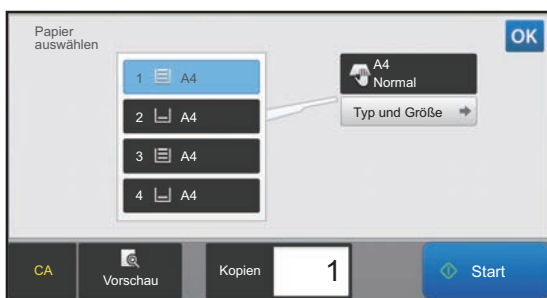 Papier
auswählen
OK
1 A4
2 A4
3 A4
4 A4
A4
Normal
Typ und Größe
CA
Vorschau
Kopien
1
Start